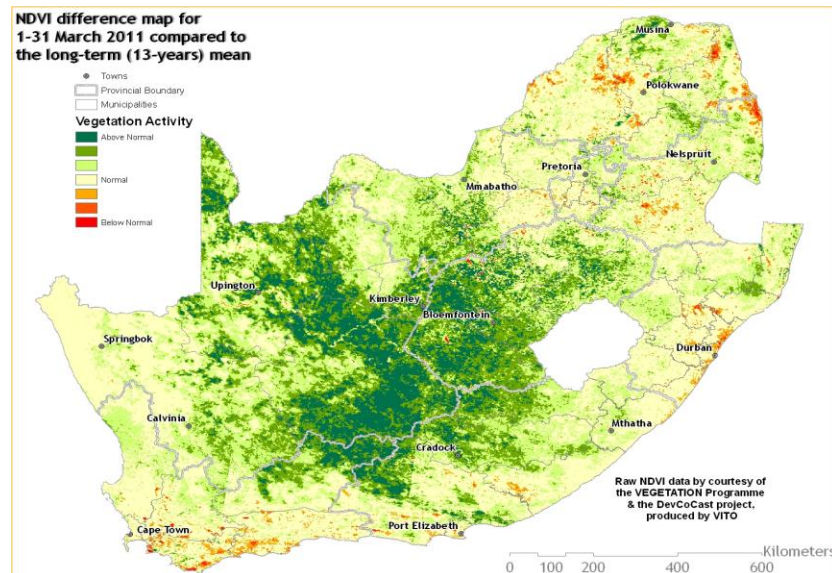 NDVI difference map for
1-31 March 2011 compared to
the long-term (13-years) mean
Towns
Provincial Boundary
Municipalities
Vegetation Activity
Above Normal
Normal
Below Normal
Musina
Polokwane
Nelspruit
Pretoria
Mmabatho
Upington
Kimberley
Bloemfontein
Springbok
Durban
Calvinia
Mthatha
Cradock
Cape Town
Port Elizabeth
Raw NDVI data by courtesy of
the VEGETATION Programme
& the DevCoCast project,
produced by VITO
Kilometers
0 100 200 400 600